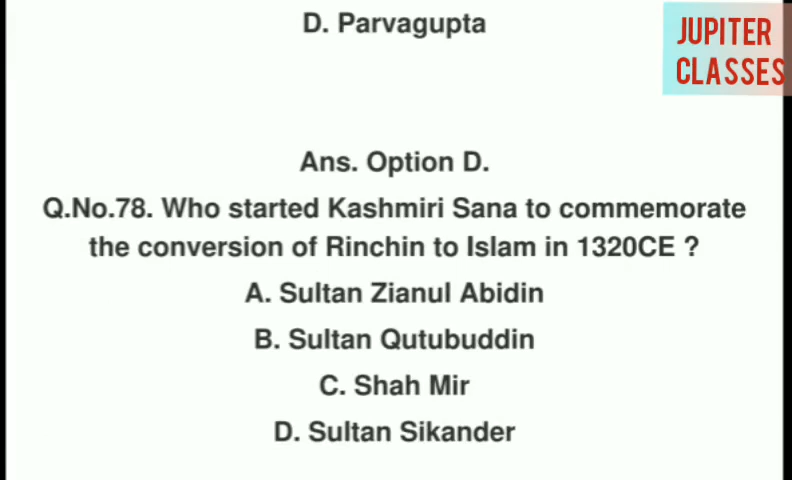 D. Parvagupta
JUPITER
CLASSES
Ans. Option D.
Q.No.78. Who started Kashmiri Sana to commemorate
the conversion of Rinchin to Islam in 1320CE ?
A. Sultan Zianul Abidin
B. Sultan Qutubuddin
C. Shah Mir
D. Sultan Sikander